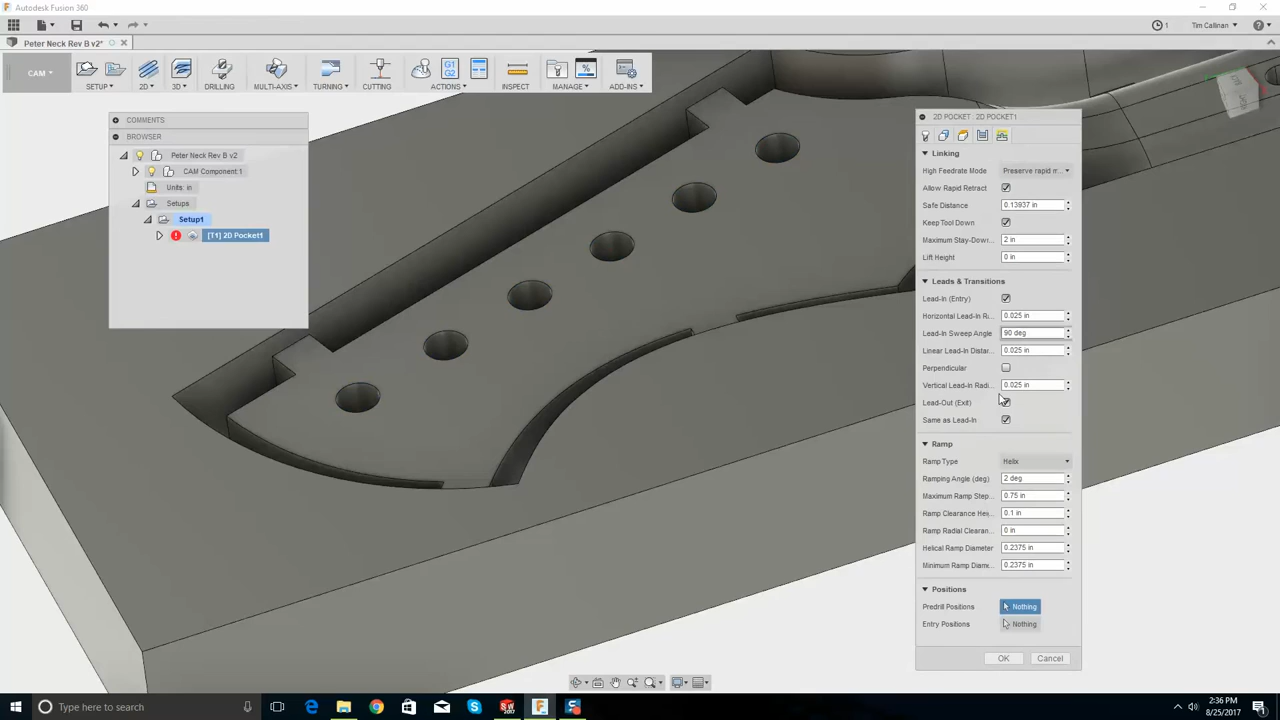 Autodesk Fusion 360
1
Tim Callinan
Peter Neck Rev B v2*
CAM
G1
G2
SETUP
2D
3D
DRILLING
MULTI-AXIS
TURNING
CUTTING
ACTIONS
INSPECT
MANAGE
ADD-INS
COMMENTS
BROWSER
Peter Neck Rev B v2
CAM Component:1
Units: in
Setups
Setup1
[T1] 2D Pocket1
2D POCKET : 2D POCKET1
Linking
High Feedrate Mode Preserve rapid m...
Allow Rapid Retract
Safe Distance 0.13937 in
Keep Tool Down
Maximum Stay-Down... 2 in
Lift Height 0 in
Leads & Transitions
Lead-In (Entry)
Horizontal Lead-In R... 0.025 in
Lead-In Sweep Angle 90 deg
Linear Lead-In Distan... 0.025 in
Perpendicular
Vertical Lead-In Radi... 0.025 in
Lead-Out (Exit)
Same as Lead-In
Ramp
Ramp Type Helix
Ramping Angle (deg) 2 deg
Maximum Ramp Step... 0.75 in
Ramp Clearance Hei... 0.1 in
Ramp Radial Clearan... 0 in
Helical Ramp Diameter 0.2375 in
Minimum Ramp Diame... 0.2375 in
Positions
Predrill Positions Nothing
Entry Positions Nothing
OK Cancel
Type here to search
2:36 PM
8/25/2017